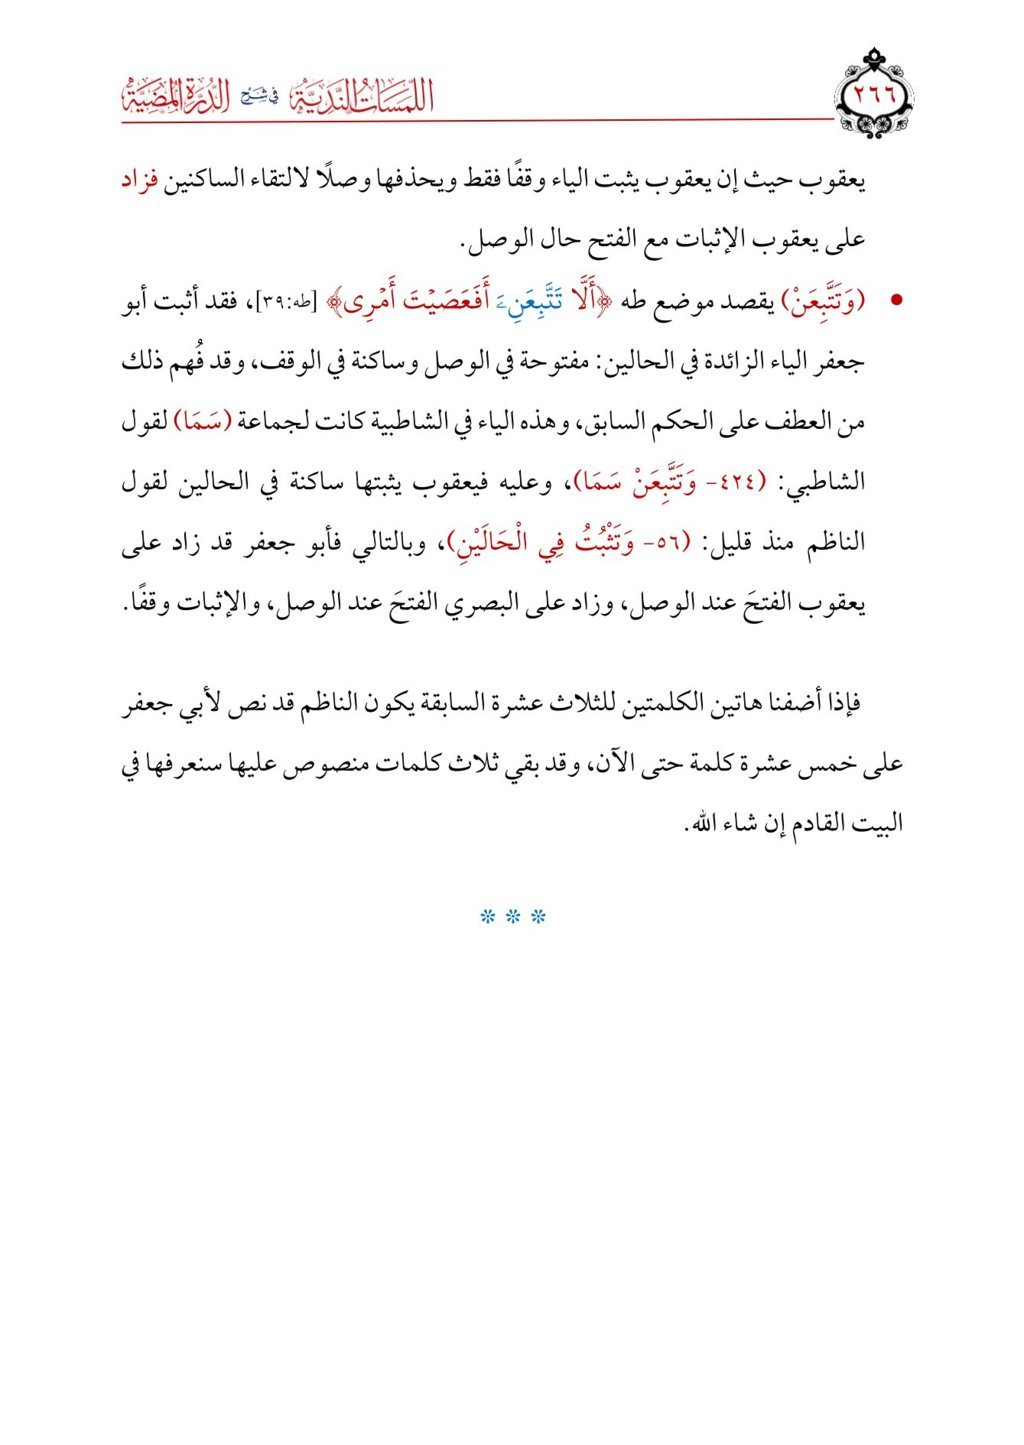 ٢٦٦
اللمسات الندية في شرح الدرة المضية
يعقوب حيث إن يعقوب يثبت الياء وقفًا فقط ويحذفها وصلًا لالتقاء الساكنين فزاد
على يعقوب الإثبات مع الفتح حال الوصل.
• (وَتَتَّبِعَنْ) يقصد موضع طه ﴿أَلَّا تَتَّبِعَنِۦَ أَفَعَصَيْتَ أَمْرِى﴾ [طه:٣٩]، فقد أثبت أبو
جعفر الياء الزائدة في الحالين: مفتوحة في الوصل وساكنة في الوقف، وقد فُهم ذلك
من العطف على الحكم السابق، وهذه الياء في الشاطبية كانت لجماعة (سَمَا) لقول
الشاطبي: (٤٢٤- وَتَتَّبِعَنْ سَمَا)، وعليه فيعقوب يثبتها ساكنة في الحالين لقول
الناظم منذ قليل: (٥٦- وَتَثْبُتُ فِي الْحَالَيْنِ)، وبالتالي فأبو جعفر قد زاد على
يعقوب الفتحَ عند الوصل، وزاد على البصري الفتحَ عند الوصل، والإثبات وقفًا.
فإذا أضفنا هاتين الكلمتين للثلاث عشرة السابقة يكون الناظم قد نص لأبي جعفر
على خمس عشرة كلمة حتى الآن، وقد بقي ثلاث كلمات منصوص عليها سنعرفها في
البيت القادم إن شاء الله.
* * *